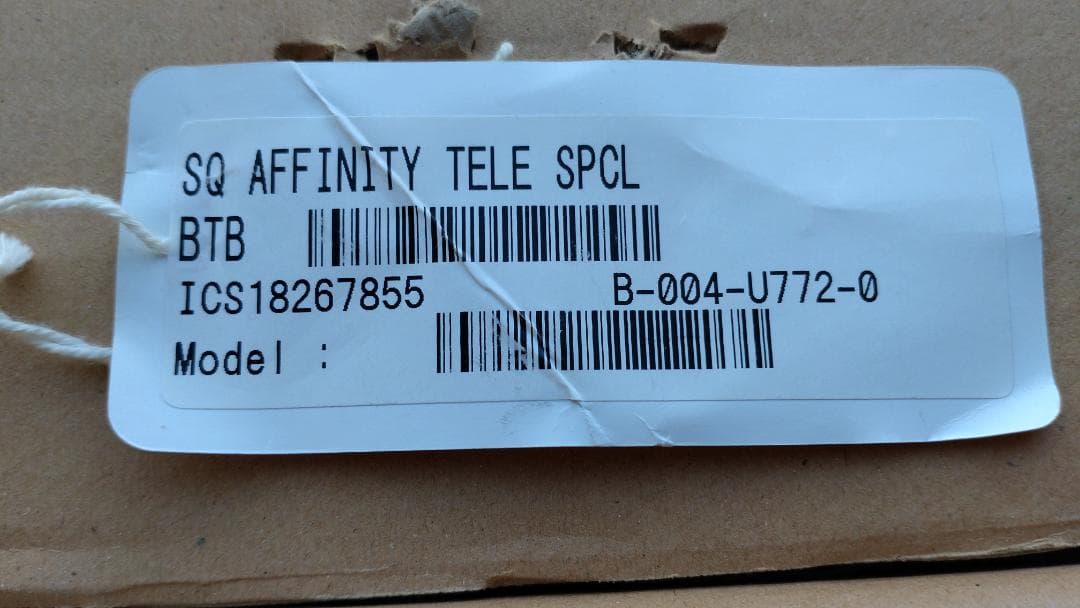 SQ AFFINITY TELE SPCL
BTB
ICS18267855 B-004-U772-0
Model :